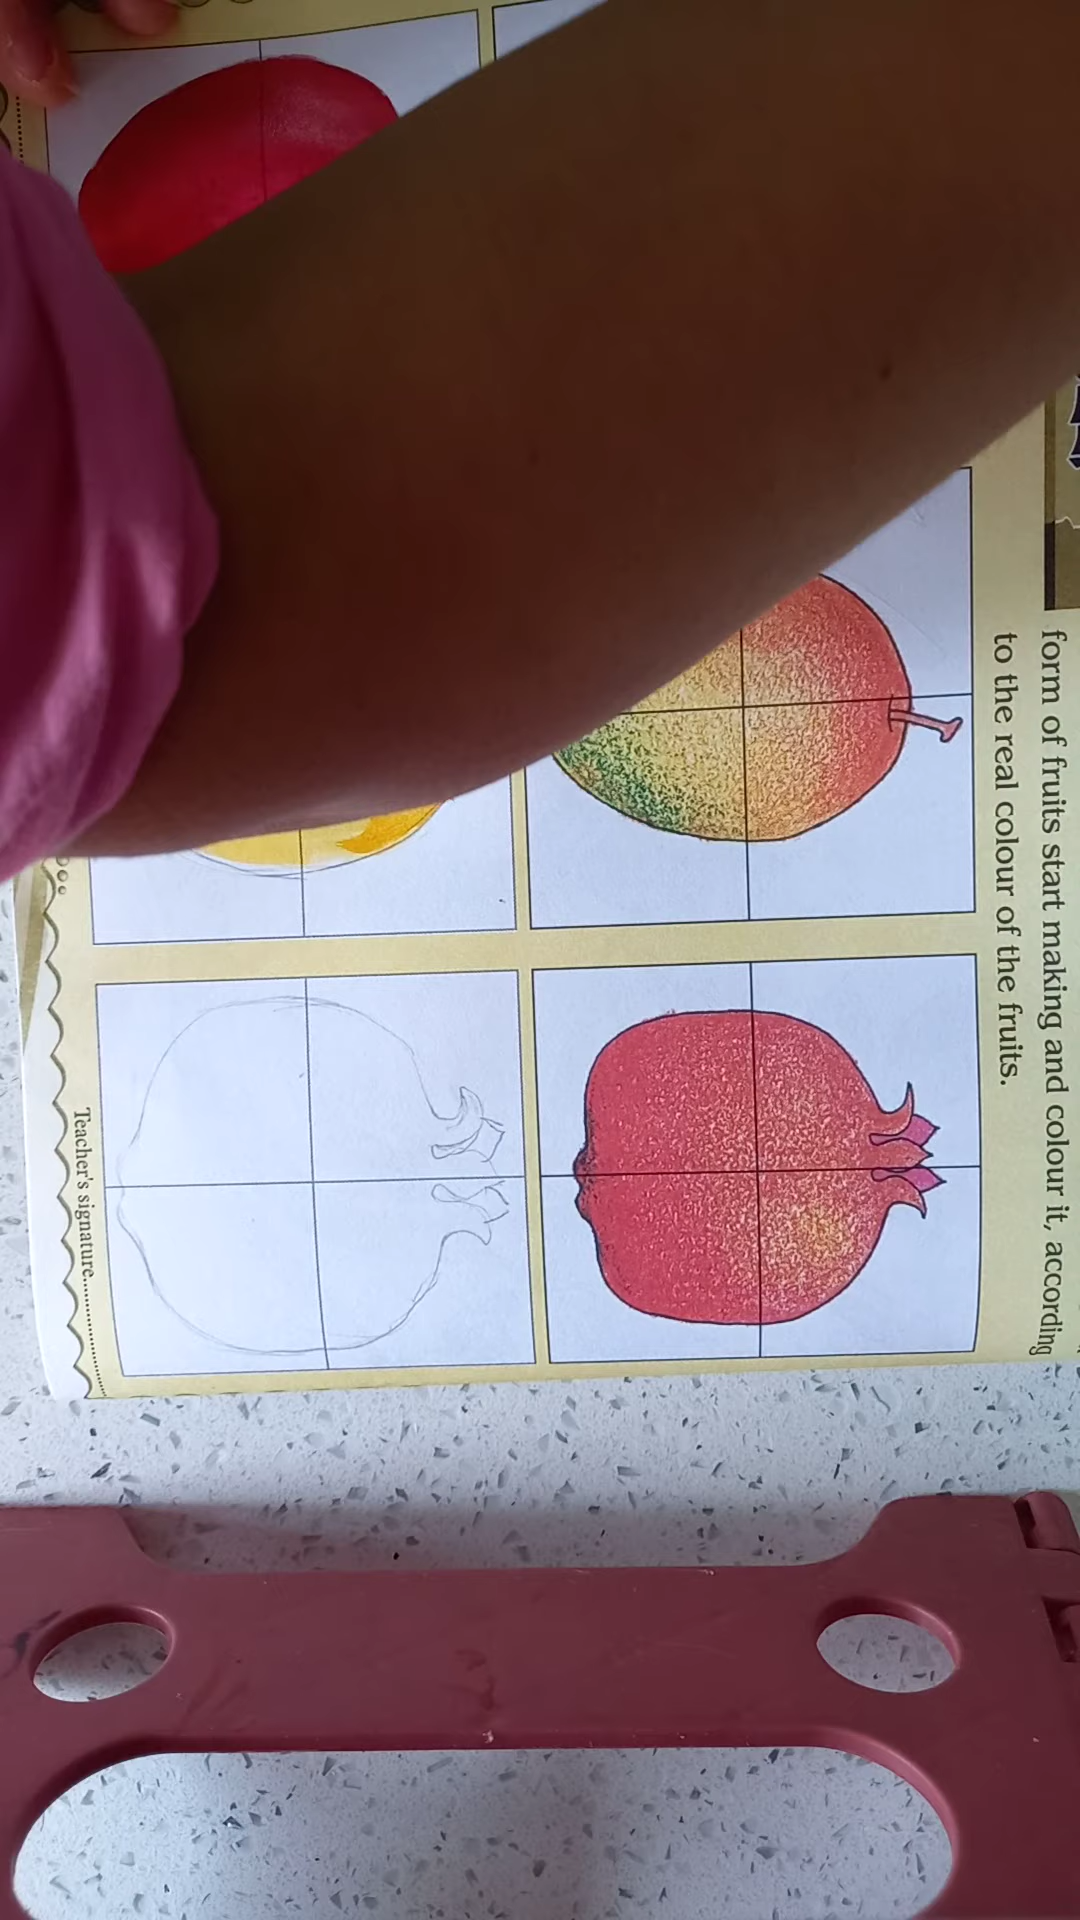 form of fruits start making and colour it, according
to the real colour of the fruits.
Teacher's signature....................